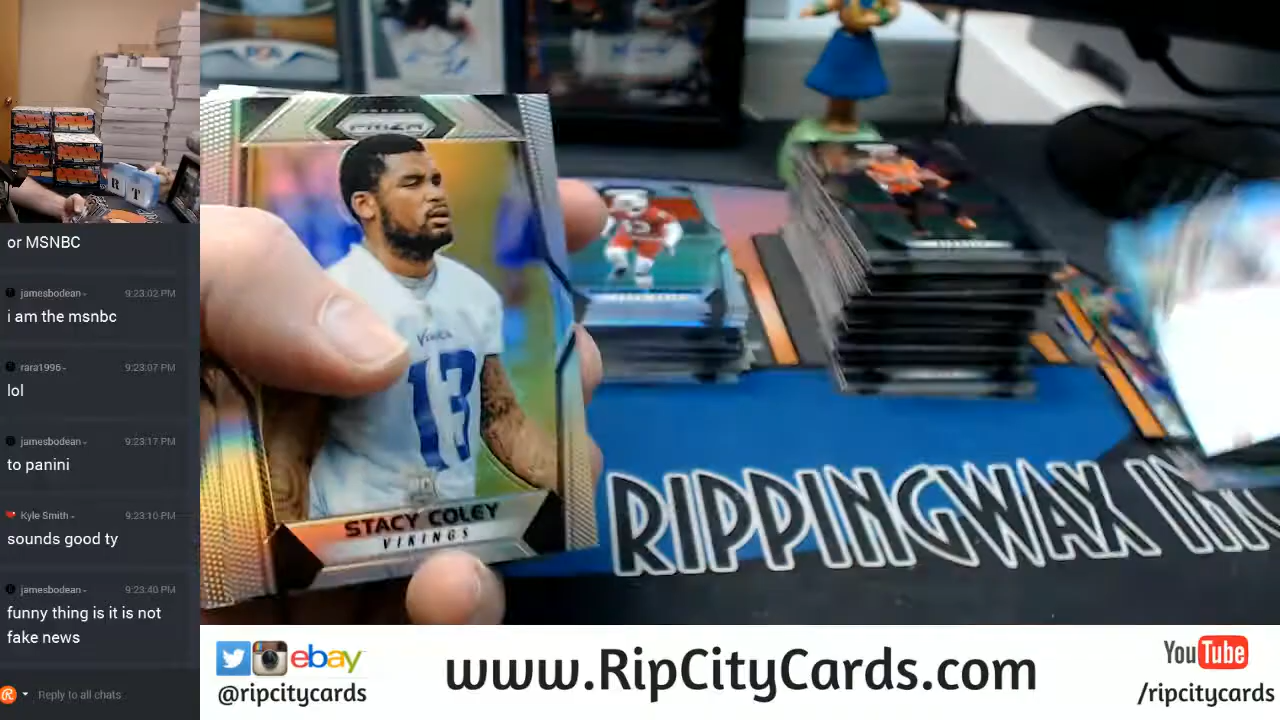 or MSNBC
jamesbodean 9:23:02 PM
i am the msnbc
rara1996 9:23:07 PM
lol
jamesbodean 9:23:17 PM
to panini
Kyle Smith 9:23:10 PM
sounds good ty
jamesbodean 9:23:40 PM
funny thing is it is not
fake news
Reply to all chats
R T
PANINI
PRIZM
VIKINGS
13
RC
STACY COLEY
VIKINGS
RIPPINGWAX
ebay
@ripcitycards
www.RipCityCards.com
YouTube
/ripcitycards